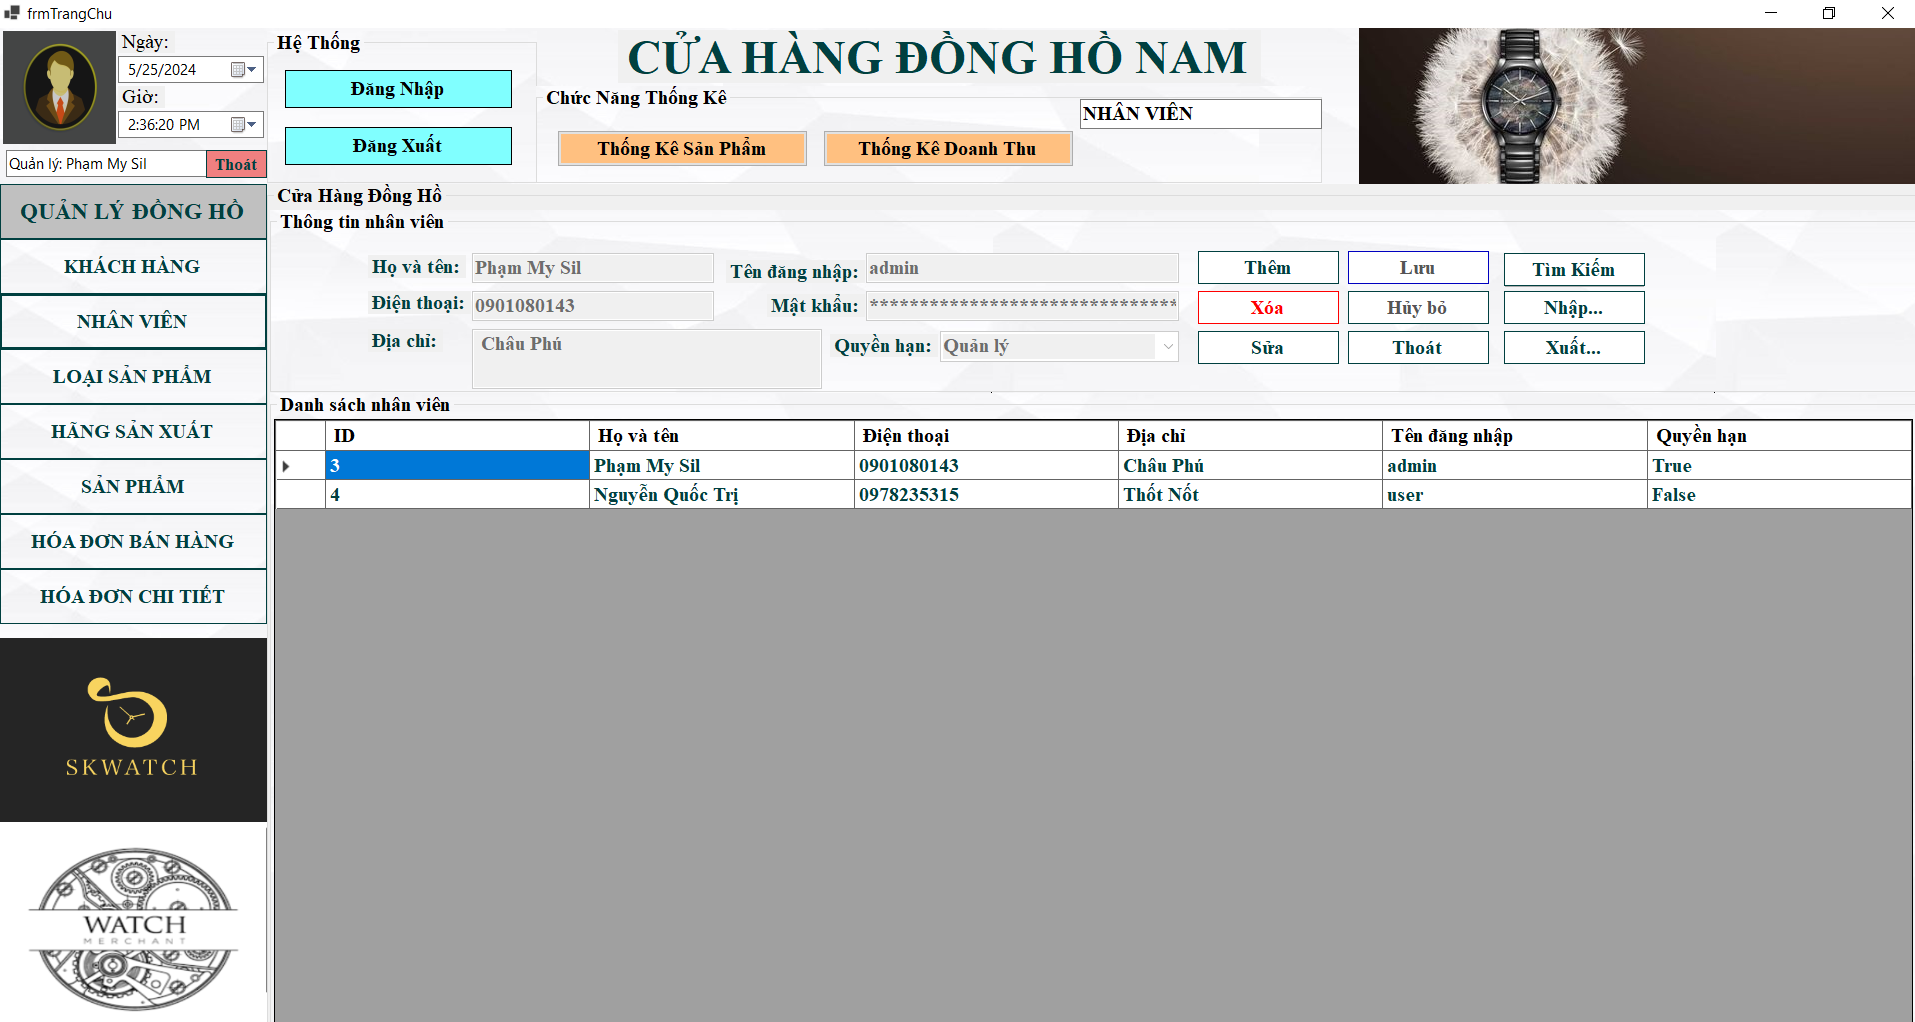 frmTrangChu
Ngày:
5/25/2024
Giờ:
2:36:20 PM
Quản lý: Phạm My Sil
Thoát
Hệ Thống
Đăng Nhập
Đăng Xuất
CỬA HÀNG ĐỒNG HỒ NAM
Chức Năng Thống Kê
NHÂN VIÊN
Thống Kê Sản Phẩm
Thống Kê Doanh Thu
QUẢN LÝ ĐỒNG HỒ
KHÁCH HÀNG
NHÂN VIÊN
LOẠI SẢN PHẨM
HÃNG SẢN XUẤT
SẢN PHẨM
HÓA ĐƠN BÁN HÀNG
HÓA ĐƠN CHI TIẾT
SKWATCH
WATCH
MERCHANT
Cửa Hàng Đồng Hồ
Thông tin nhân viên
Họ và tên: Phạm My Sil
Điện thoại: 0901080143
Địa chỉ: Châu Phú
Tên đăng nhập: admin
Mật khẩu: *******************************
Quyền hạn: Quản lý
Thêm Lưu Tìm Kiếm
Xóa Hủy bỏ Nhập...
Sửa Thoát Xuất...
Danh sách nhân viên
ID Họ và tên Điện thoại Địa chỉ Tên đăng nhập Quyền hạn
3 Phạm My Sil 0901080143 Châu Phú admin True
4 Nguyễn Quốc Trị 0978235315 Thốt Nốt user False